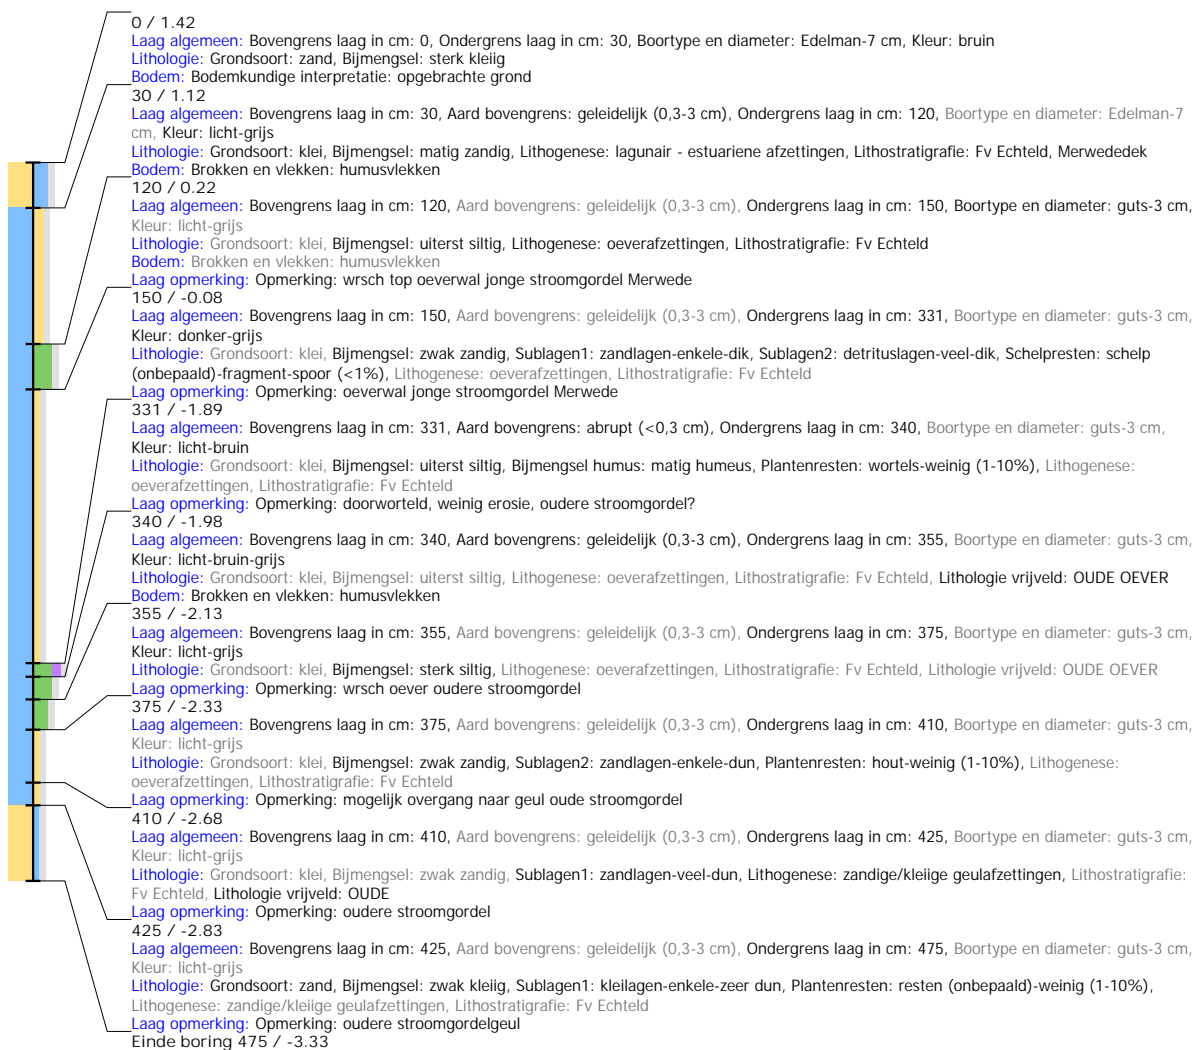 0 / 1.42
Laag algemeen: Bovengrens laag in cm: 0, Ondergrens laag in cm: 30, Boortype en diameter: Edelman-7 cm, Kleur: bruin
Lithologie: Grondsoort: zand, Bijmengsel: sterk kleiig
Bodem: Bodemkundige interpretatie: opgebrachte grond
30 / 1.12
Laag algemeen: Bovengrens laag in cm: 30, Aard bovengrens: geleidelijk (0,3-3 cm), Ondergrens laag in cm: 120, Boortype en diameter: Edelman-7
cm, Kleur: licht-grijs
Lithologie: Grondsoort: klei, Bijmengsel: matig zandig, Lithogenese: lagunair - estuariene afzettingen, Lithostratigrafie: Fv Echteld, Merwededek
Bodem: Brokken en vlekken: humusvlekken
120 / 0.22
Laag algemeen: Bovengrens laag in cm: 120, Aard bovengrens: geleidelijk (0,3-3 cm), Ondergrens laag in cm: 150, Boortype en diameter: guts-3 cm,
Kleur: licht-grijs
Lithologie: Grondsoort: klei, Bijmengsel: uiterst siltig, Lithogenese: oeverafzettingen, Lithostratigrafie: Fv Echteld
Bodem: Brokken en vlekken: humusvlekken
Laag opmerking: Opmerking: wrsch top oeverwal jonge stroomgordel Merwede
150 / -0.08
Laag algemeen: Bovengrens laag in cm: 150, Aard bovengrens: geleidelijk (0,3-3 cm), Ondergrens laag in cm: 331, Boortype en diameter: guts-3 cm,
Kleur: donker-grijs
Lithologie: Grondsoort: klei, Bijmengsel: zwak zandig, Sublagen1: zandlagen-enkele-dik, Sublagen2: detrituslagen-veel-dik, Schelpresten: schelp
(onbepaald)-fragment-spoor (<1%), Lithogenese: oeverafzettingen, Lithostratigrafie: Fv Echteld
Laag opmerking: Opmerking: oeverwal jonge stroomgordel Merwede
331 / -1.89
Laag algemeen: Bovengrens laag in cm: 331, Aard bovengrens: abrupt (<0,3 cm), Ondergrens laag in cm: 340, Boortype en diameter: guts-3 cm,
Kleur: licht-bruin
Lithologie: Grondsoort: klei, Bijmengsel: uiterst siltig, Bijmengsel humus: matig humeus, Plantenresten: wortels-weinig (1-10%), Lithogenese:
oeverafzettingen, Lithostratigrafie: Fv Echteld
Laag opmerking: Opmerking: doorworteld, weinig erosie, oudere stroomgordel?
340 / -1.98
Laag algemeen: Bovengrens laag in cm: 340, Aard bovengrens: geleidelijk (0,3-3 cm), Ondergrens laag in cm: 355, Boortype en diameter: guts-3 cm,
Kleur: licht-bruin-grijs
Lithologie: Grondsoort: klei, Bijmengsel: uiterst siltig, Lithogenese: oeverafzettingen, Lithostratigrafie: Fv Echteld, Lithologie vrijveld: OUDE OEVER
Bodem: Brokken en vlekken: humusvlekken
355 / -2.13
Laag algemeen: Bovengrens laag in cm: 355, Aard bovengrens: geleidelijk (0,3-3 cm), Ondergrens laag in cm: 375, Boortype en diameter: guts-3 cm,
Kleur: licht-grijs
Lithologie: Grondsoort: klei, Bijmengsel: sterk siltig, Lithogenese: oeverafzettingen, Lithostratigrafie: Fv Echteld, Lithologie vrijveld: OUDE OEVER
Laag opmerking: Opmerking: wrsch oever oudere stroomgordel
375 / -2.33
Laag algemeen: Bovengrens laag in cm: 375, Aard bovengrens: geleidelijk (0,3-3 cm), Ondergrens laag in cm: 410, Boortype en diameter: guts-3 cm,
Kleur: licht-grijs
Lithologie: Grondsoort: klei, Bijmengsel: zwak zandig, Sublagen2: zandlagen-enkele-dun, Plantenresten: hout-weinig (1-10%), Lithogenese:
oeverafzettingen, Lithostratigrafie: Fv Echteld
Laag opmerking: Opmerking: mogelijk overgang naar geul oude stroomgordel
410 / -2.68
Laag algemeen: Bovengrens laag in cm: 410, Aard bovengrens: geleidelijk (0,3-3 cm), Ondergrens laag in cm: 425, Boortype en diameter: guts-3 cm,
Kleur: licht-grijs
Lithologie: Grondsoort: klei, Bijmengsel: zwak zandig, Sublagen1: zandlagen-veel-dun, Lithogenese: zandige/kleiige geulafzettingen, Lithostratigrafie:
Fv Echteld, Lithologie vrijveld: OUDE
Laag opmerking: Opmerking: oudere stroomgordel
425 / -2.83
Laag algemeen: Bovengrens laag in cm: 425, Aard bovengrens: geleidelijk (0,3-3 cm), Ondergrens laag in cm: 475, Boortype en diameter: guts-3 cm,
Kleur: licht-grijs
Lithologie: Grondsoort: zand, Bijmengsel: zwak kleiig, Sublagen1: kleilagen-enkele-zeer dun, Plantenresten: resten (onbepaald)-weinig (1-10%),
Lithogenese: zandige/kleiige geulafzettingen, Lithostratigrafie: Fv Echteld
Laag opmerking: Opmerking: oudere stroomgordelgeul
Einde boring 475 / -3.33